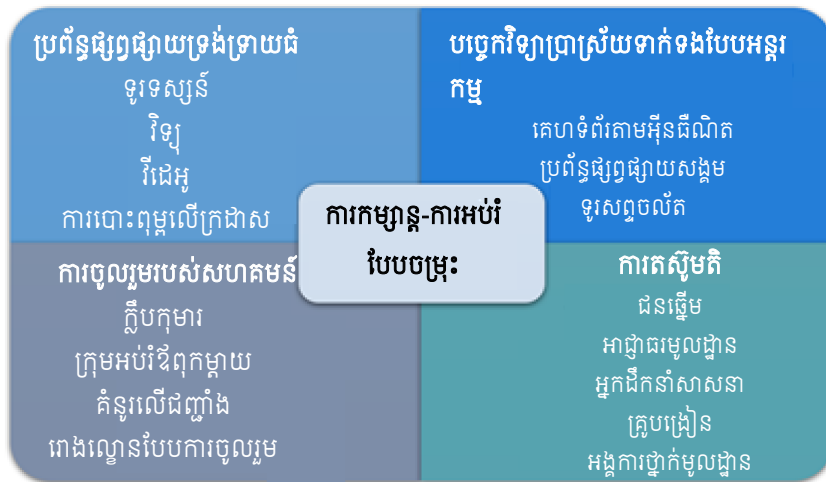 ប្រព័ន្ធផ្សព្វផ្សាយទ្រង់ទ្រាយធំ
ទូរទស្សន៍
វិទ្យុ
វីដេអូ
ការបោះពុម្ពលើក្រដាស
បច្ចេកវិទ្យាប្រាស្រ័យទាក់ទងបែបអន្តរ
កម្ម
គេហទំព័រតាមអ៊ីនធឺណិត
ប្រព័ន្ធផ្សព្វផ្សាយសង្គម
ទូរសព្ទចល័ត
ការកម្សាន្ត-ការអប់រំ
បែបចម្រុះ
ការចូលរួមរបស់សហគមន៍
ក្លឹបកុមារ
ក្រុមអប់រំឪពុកម្តាយ
គំនូរលើជញ្ជាំង
រោងល្ខោនបែបការចូលរួម
ការតស៊ូមតិ
ជនឆ្នើម
អាជ្ញាធរមូលដ្ឋាន
អ្នកដឹកនាំសាសនា
គ្រូបង្រៀន
អង្គការថ្នាក់មូលដ្ឋាន